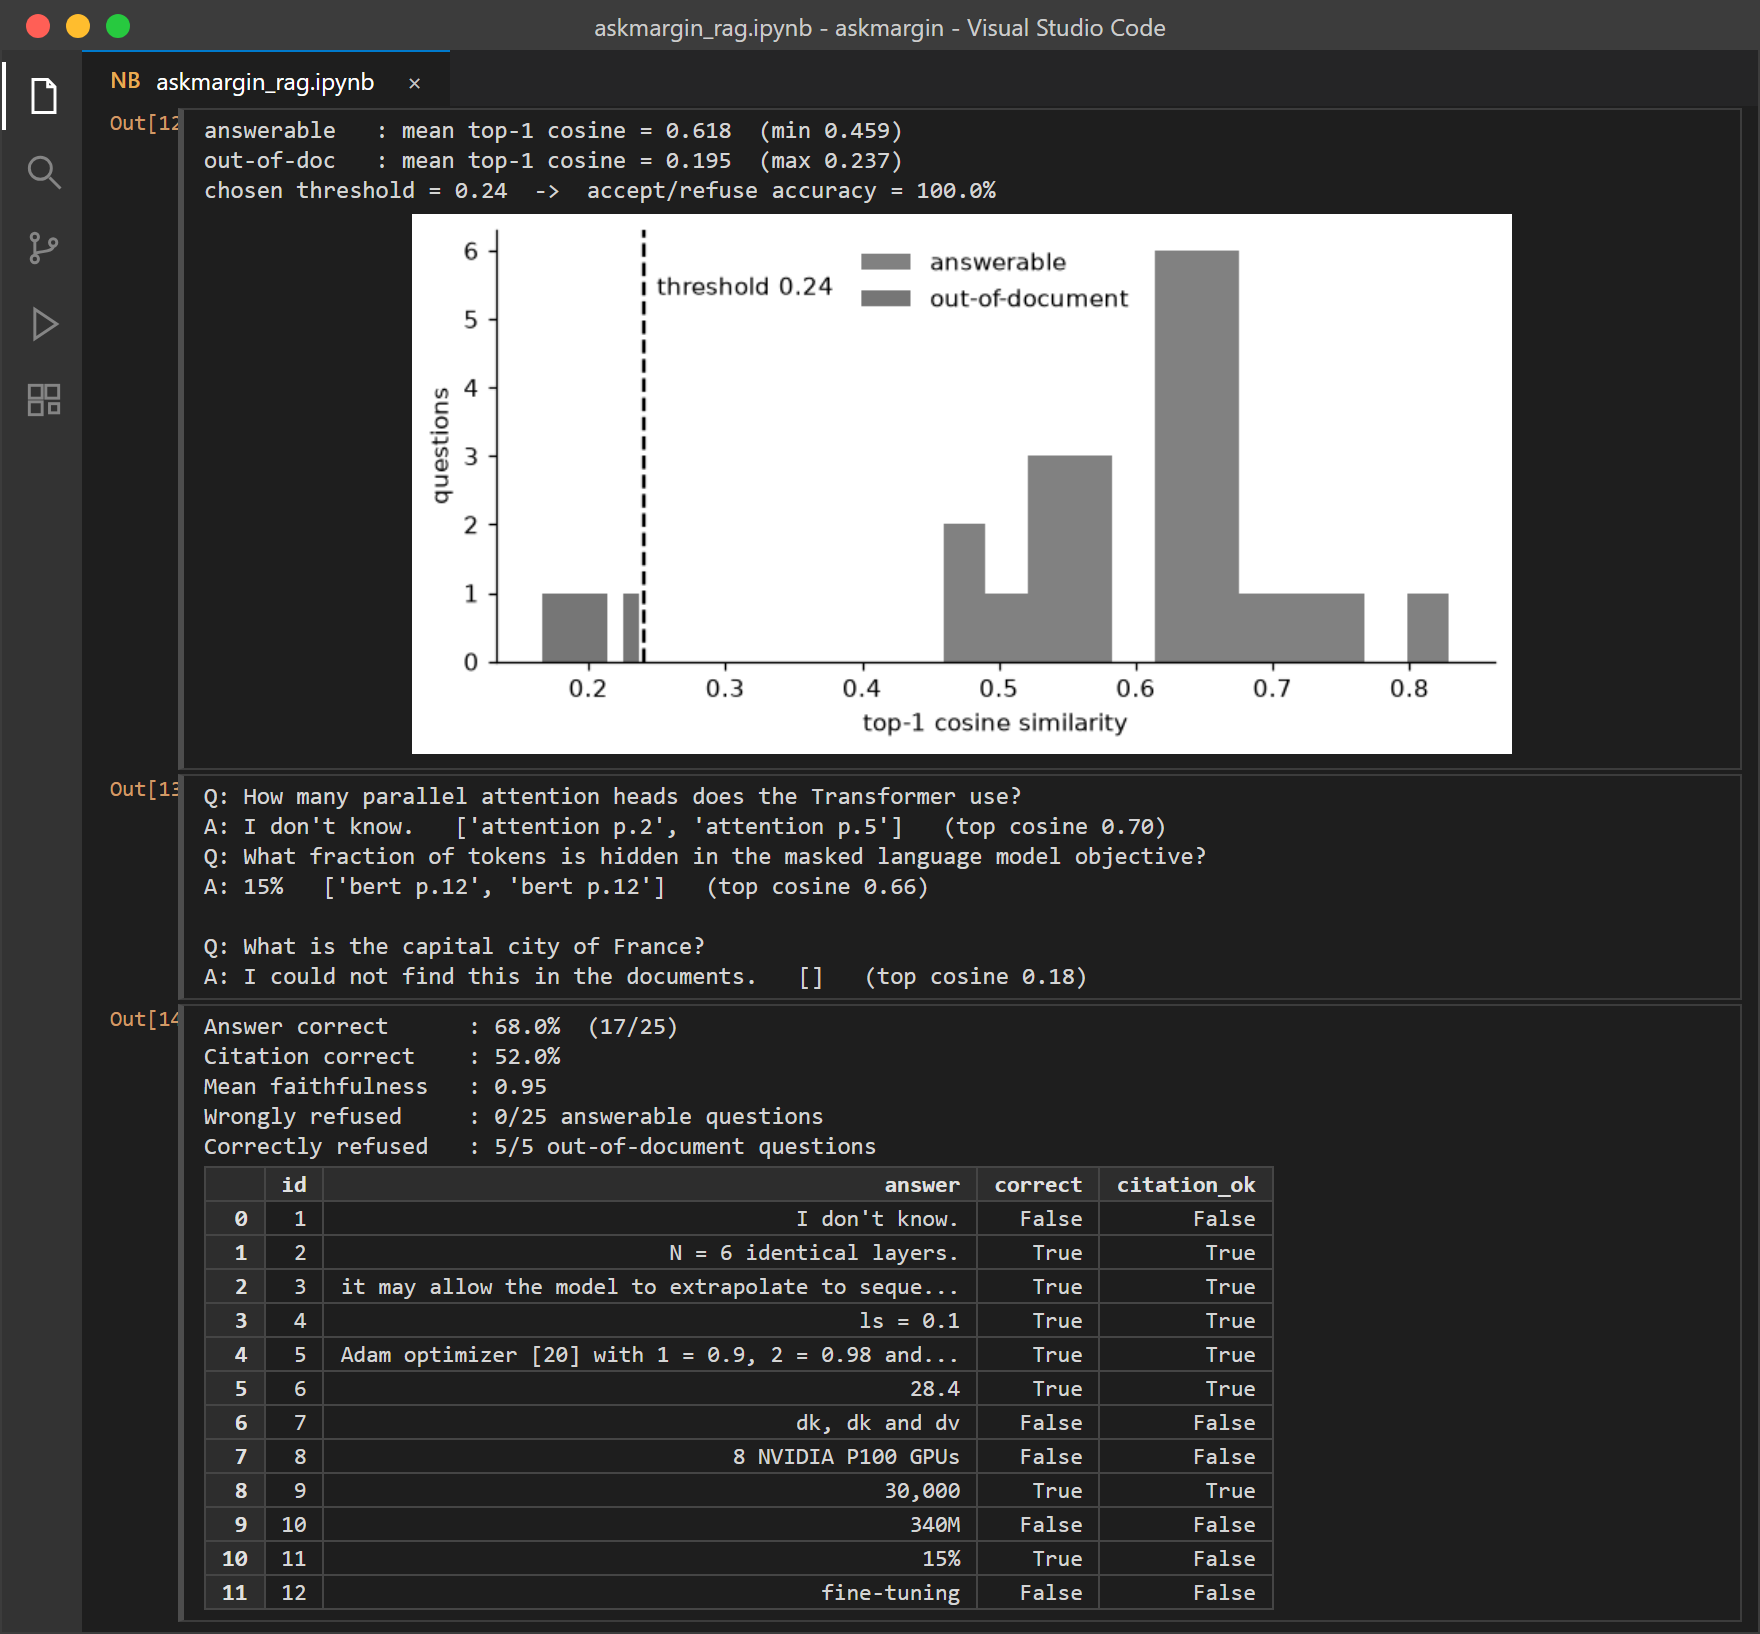 askmargin_rag.ipynb - askmargin - Visual Studio Code
NB askmargin_rag.ipynb ×
Out[12
answerable   : mean top-1 cosine = 0.618  (min 0.459)
out-of-doc   : mean top-1 cosine = 0.195  (max 0.237)
chosen threshold = 0.24  ->  accept/refuse accuracy = 100.0%
threshold 0.24
answerable
out-of-document
questions
6
5
4
3
2
1
0
0.2 0.3 0.4 0.5 0.6 0.7 0.8
top-1 cosine similarity
Out[13
Q: How many parallel attention heads does the Transformer use?
A: I don't know.   ['attention p.2', 'attention p.5']   (top cosine 0.70)
Q: What fraction of tokens is hidden in the masked language model objective?
A: 15%   ['bert p.12', 'bert p.12']   (top cosine 0.66)
Q: What is the capital city of France?
A: I could not find this in the documents.   []   (top cosine 0.18)
Out[14
Answer correct      : 68.0%  (17/25)
Citation correct    : 52.0%
Mean faithfulness   : 0.95
Wrongly refused     : 0/25 answerable questions
Correctly refused   : 5/5 out-of-document questions
id answer correct citation_ok
0 1 I don't know. False False
1 2 N = 6 identical layers. True True
2 3 it may allow the model to extrapolate to seque... True True
3 4 ls = 0.1 True True
4 5 Adam optimizer [20] with 1 = 0.9, 2 = 0.98 and... True True
5 6 28.4 True True
6 7 dk, dk and dv False False
7 8 8 NVIDIA P100 GPUs False False
8 9 30,000 True True
9 10 340M False False
10 11 15% True False
11 12 fine-tuning False False